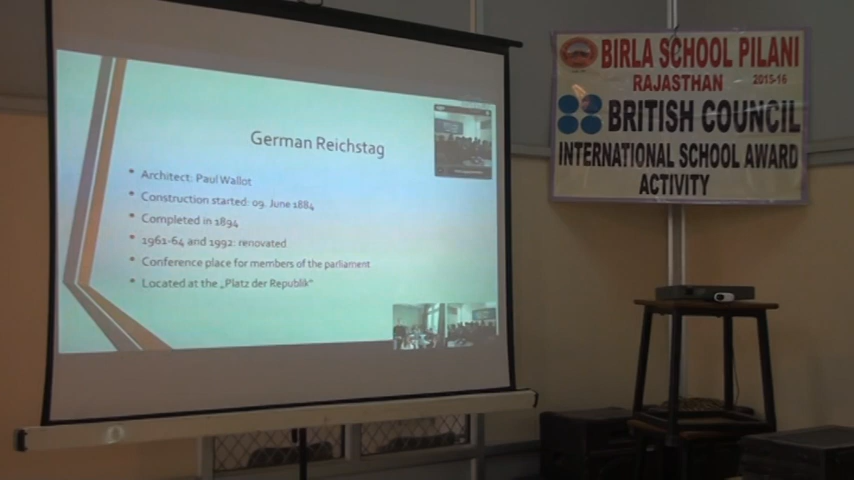 German Reichstag
Architect: Paul Wallot
Construction started: 09. June 1884
Completed in 1894
1961-64 and 1992: renovated
Conference place for members of the parliament
Located at the „Platz der Republik“
BIRLA SCHOOL PILANI
RAJASTHAN 2015-16
BRITISH COUNCIL
INTERNATIONAL SCHOOL AWARD
ACTIVITY